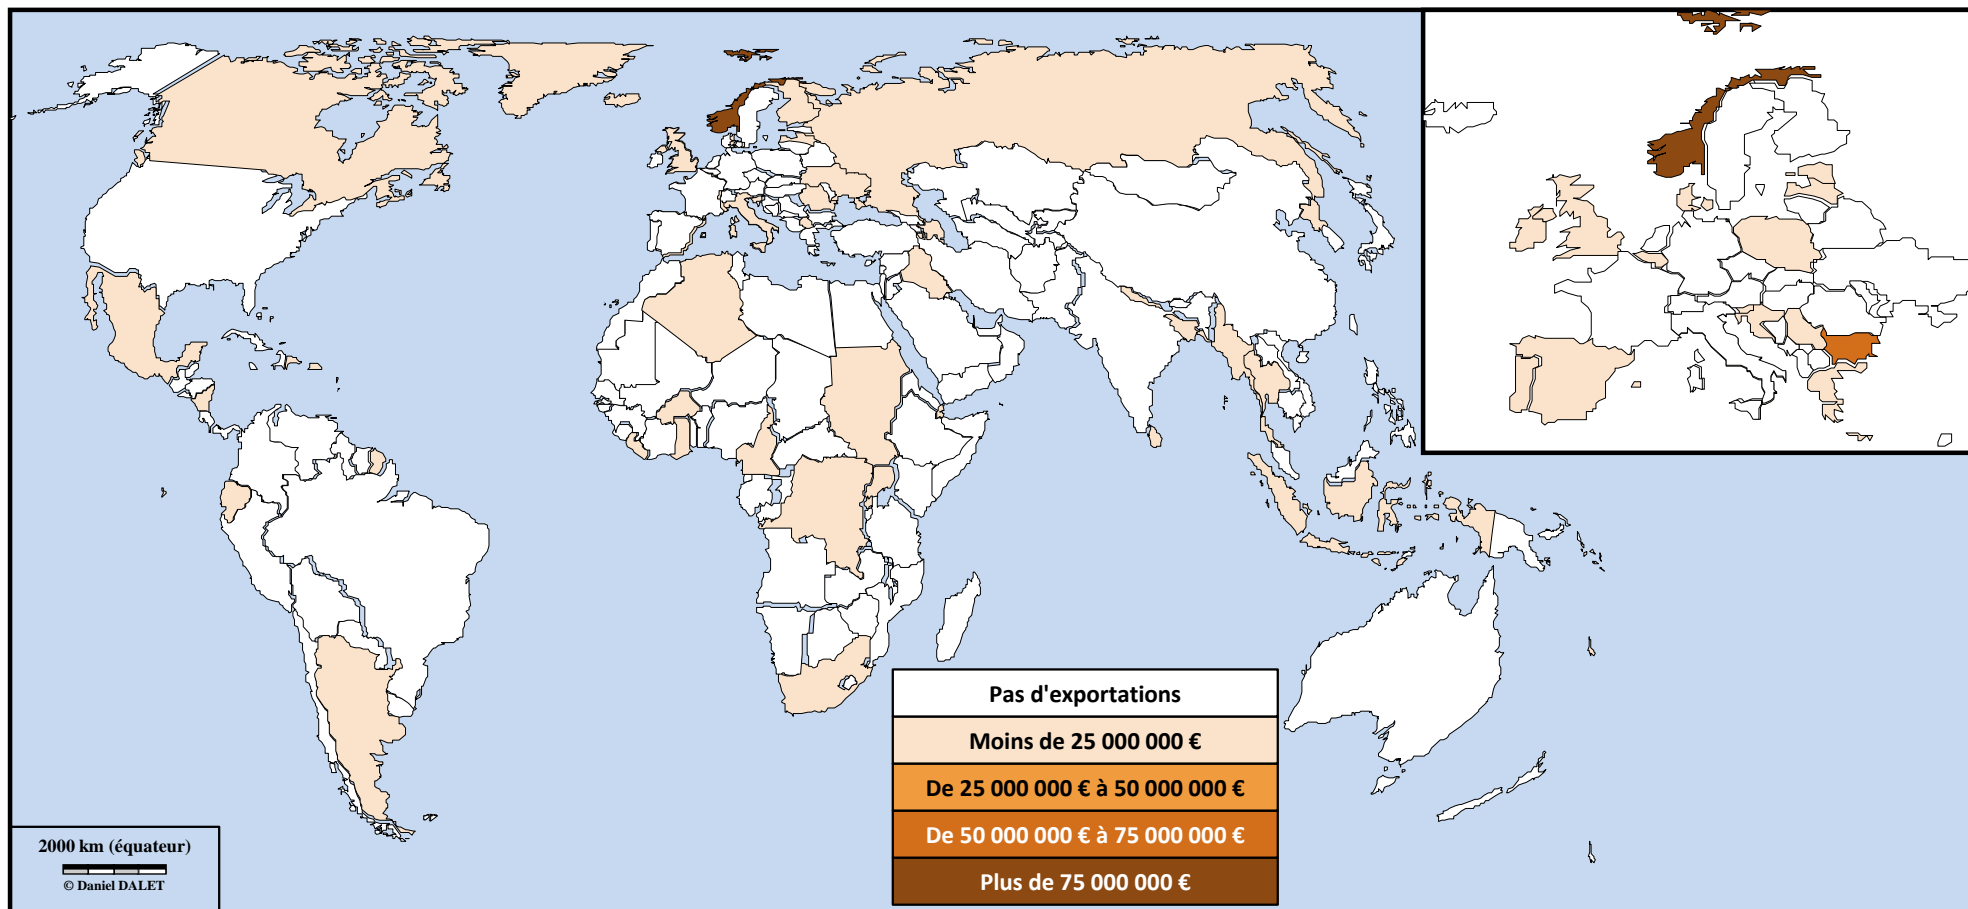 Pas d'exportations
Moins de 25 000 000 €
De 25 000 000 € à 50 000 000 €
De 50 000 000 € à 75 000 000 €
Plus de 75 000 000 €
2000 km (équateur)
© Daniel DALET